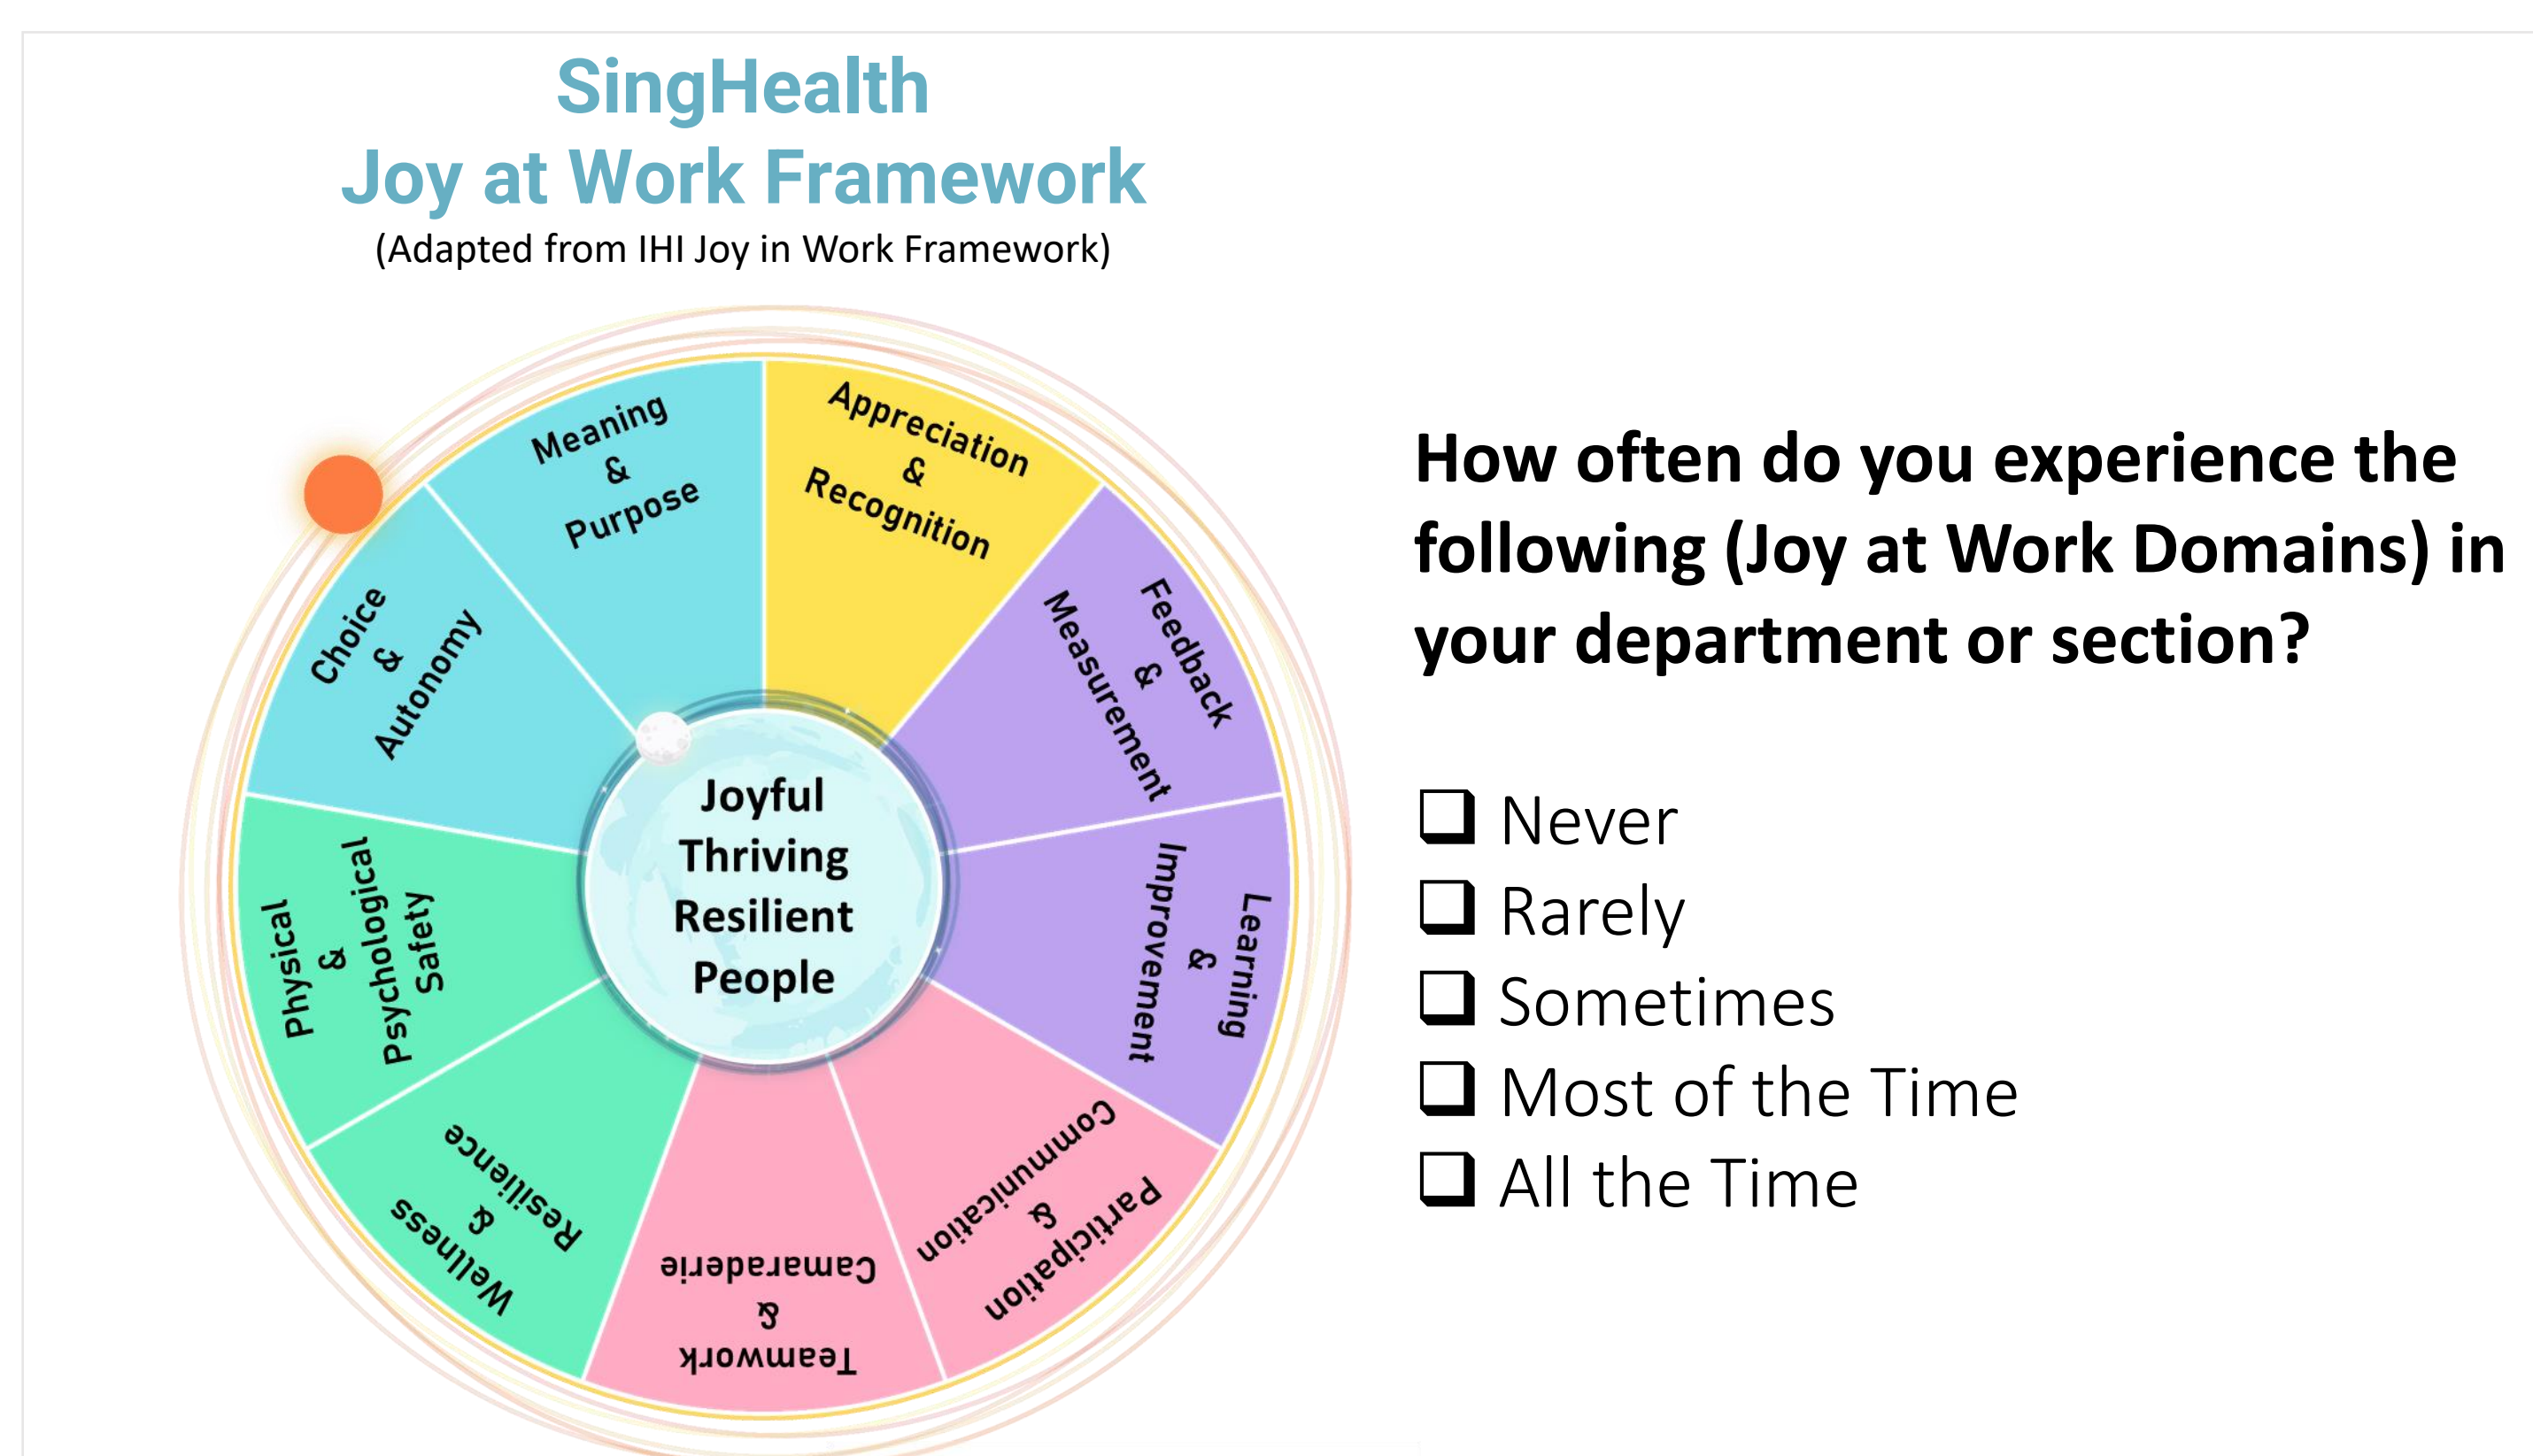 SingHealth
Joy at Work Framework
(Adapted from IHI Joy in Work Framework)
Meaning
&
Purpose
Appreciation
&
Recognition
Feedback
&
Measurement
Learning
&
Improvement
Participation
&
Communication
Teamwork
&
Camaraderie
Wellness
&
Resilience
Physical
&
Psychological
Safety
Choice
&
Autonomy
Joyful
Thriving
Resilient
People
How often do you experience the
following (Joy at Work Domains) in
your department or section?
Never
Rarely
Sometimes
Most of the Time
All the Time